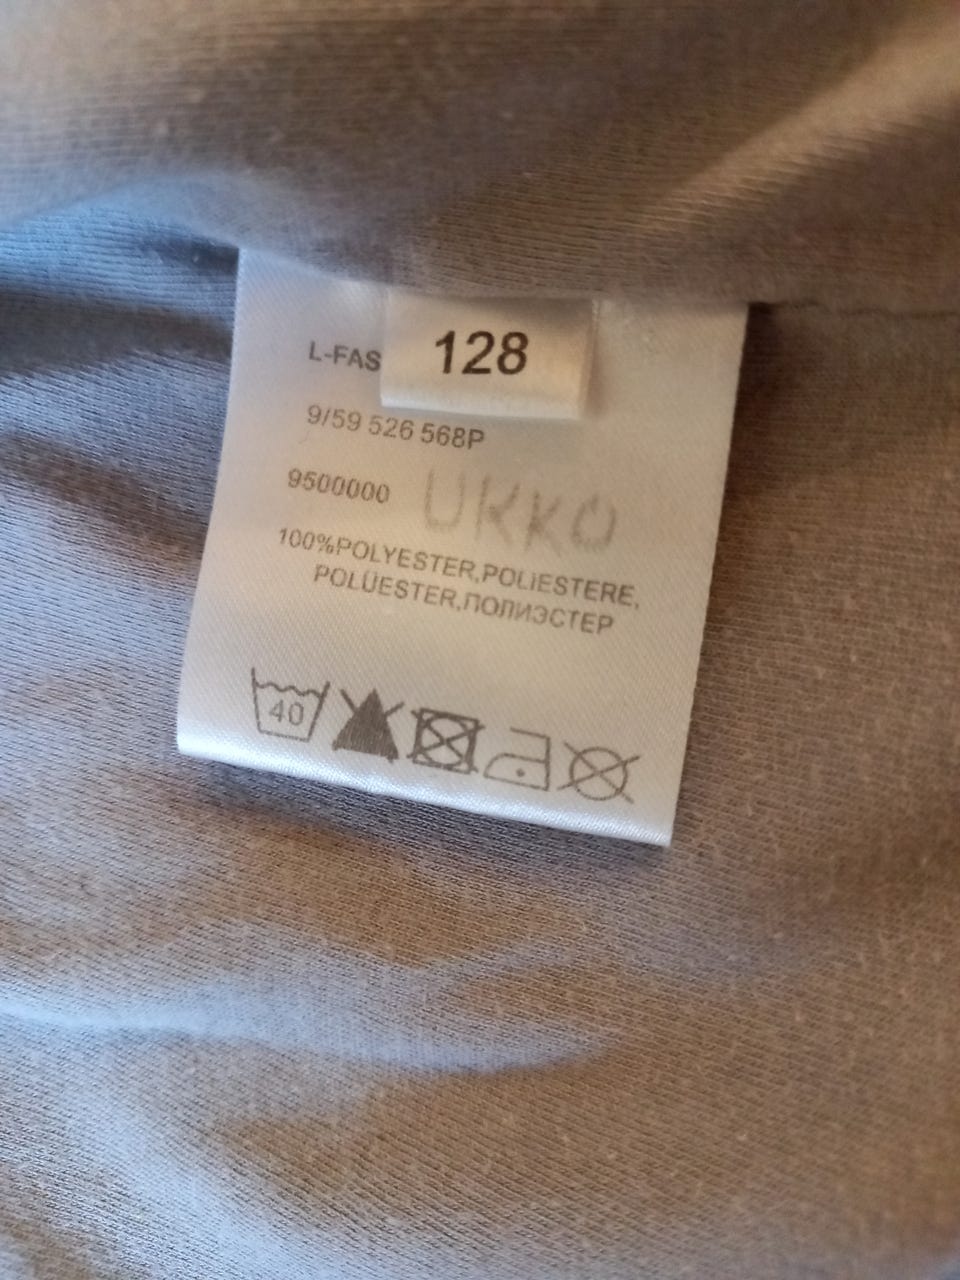 128
L-FAS
9/59 526 568P
9500000 UKKO
100%POLYESTER,POLIESTERE,
POLÜESTER,ПОЛИЭСТЕР
40